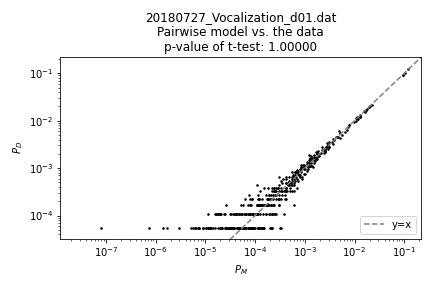 20180727_Vocalization_d01.dat
Pairwise model vs. the data
p-value of t-test: 1.00000
10⁻¹
10⁻²
10⁻³
10⁻⁴
P_D
y=x
10⁻⁷ 10⁻⁶ 10⁻⁵ 10⁻⁴ 10⁻³ 10⁻² 10⁻¹
P_M